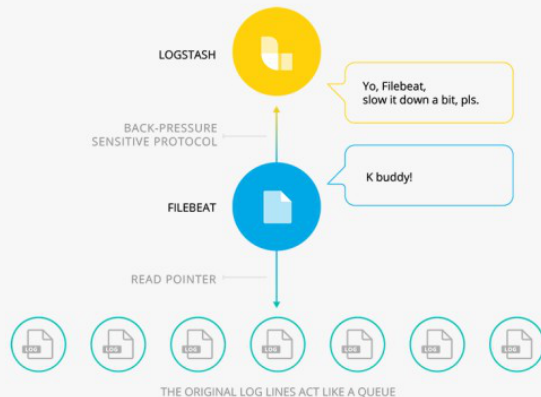 LOGSTASH
Yo, Filebeat,
slow it down a bit, pls.
BACK-PRESSURE
SENSITIVE PROTOCOL
K buddy!
FILEBEAT
READ POINTER
LOG
LOG
LOG
LOG
LOG
LOG
LOG
THE ORIGINAL LOG LINES ACT LIKE A QUEUE